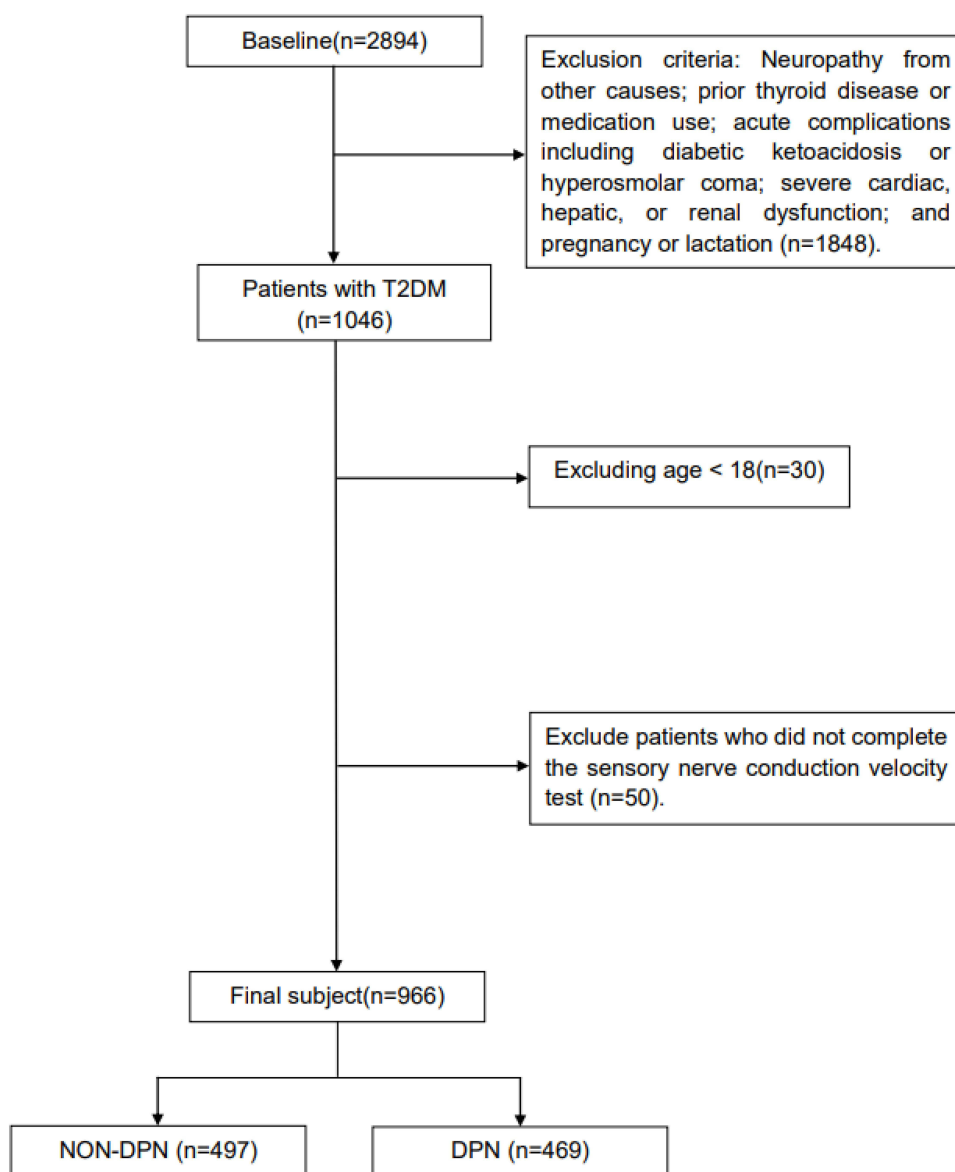 Baseline(n=2894)
Exclusion criteria: Neuropathy from
other causes; prior thyroid disease or
medication use; acute complications
including diabetic ketoacidosis or
hyperosmolar coma; severe cardiac,
hepatic, or renal dysfunction; and
pregnancy or lactation (n=1848).
Patients with T2DM
(n=1046)
Excluding age < 18(n=30)
Exclude patients who did not complete
the sensory nerve conduction velocity
test (n=50).
Final subject(n=966)
NON-DPN (n=497)
DPN (n=469)